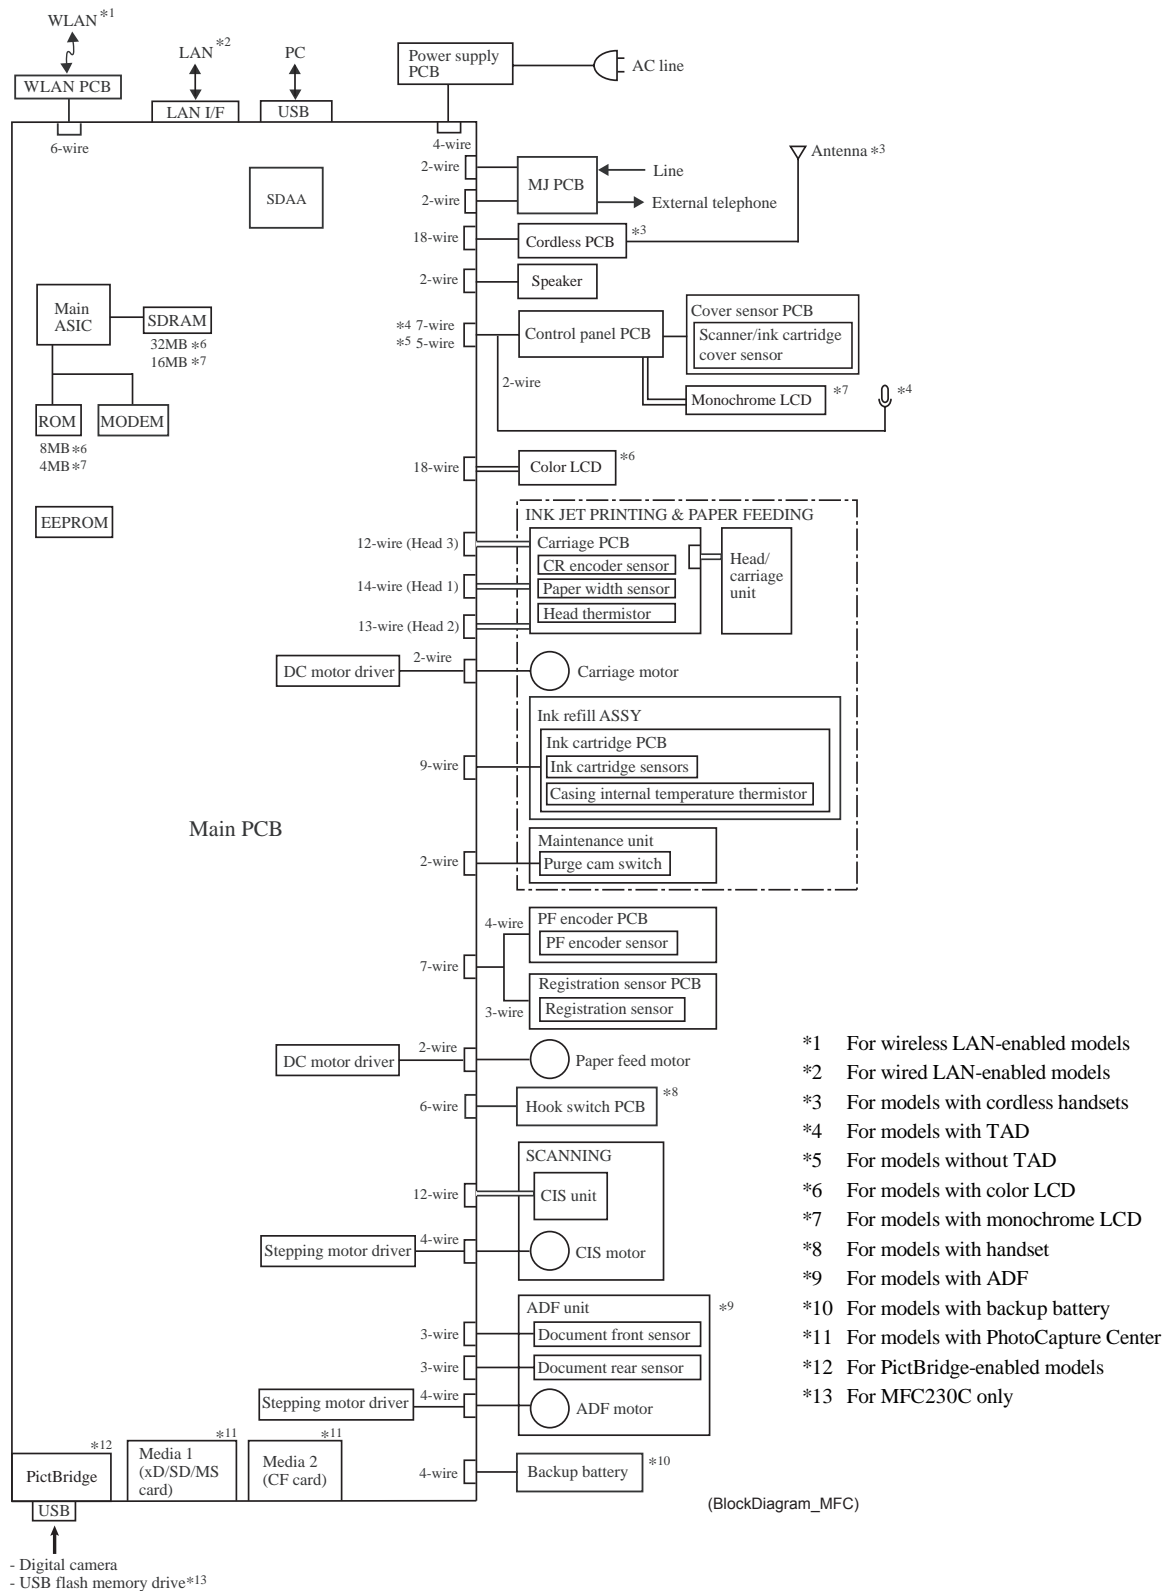 WLAN*1
LAN*2
PC
Power supply
PCB
AC line
WLAN PCB
LAN I/F
USB
6-wire
4-wire
2-wire
MJ PCB
Line
2-wire
External telephone
Antenna *3
SDAA
18-wire
Cordless PCB
*3
2-wire
Speaker
Main
ASIC
SDRAM
32MB *6
16MB *7
*4 7-wire
*5 5-wire
Control panel PCB
Cover sensor PCB
Scanner/ink cartridge
cover sensor
2-wire
Monochrome LCD
*7
*4
ROM
MODEM
8MB *6
4MB *7
18-wire
Color LCD
*6
EEPROM
INK JET PRINTING & PAPER FEEDING
12-wire (Head 3)
Carriage PCB
CR encoder sensor
Head/
carriage
unit
14-wire (Head 1)
Paper width sensor
Head thermistor
13-wire (Head 2)
DC motor driver
2-wire
Carriage motor
Ink refill ASSY
Ink cartridge PCB
9-wire
Ink cartridge sensors
Casing internal temperature thermistor
Main PCB
Maintenance unit
2-wire
Purge cam switch
4-wire
PF encoder PCB
PF encoder sensor
7-wire
Registration sensor PCB
3-wire
Registration sensor
DC motor driver
2-wire
Paper feed motor
6-wire
Hook switch PCB
*8
SCANNING
12-wire
CIS unit
Stepping motor driver
4-wire
CIS motor
ADF unit
*9
3-wire
Document front sensor
3-wire
Document rear sensor
Stepping motor driver
4-wire
ADF motor
*12
PictBridge
*11
Media 1
(xD/SD/MS
card)
*11
Media 2
(CF card)
4-wire
Backup battery
*10
USB
- Digital camera
- USB flash memory drive*13
*1 For wireless LAN-enabled models
*2 For wired LAN-enabled models
*3 For models with cordless handsets
*4 For models with TAD
*5 For models without TAD
*6 For models with color LCD
*7 For models with monochrome LCD
*8 For models with handset
*9 For models with ADF
*10 For models with backup battery
*11 For models with PhotoCapture Center
*12 For PictBridge-enabled models
*13 For MFC230C only
(BlockDiagram_MFC)